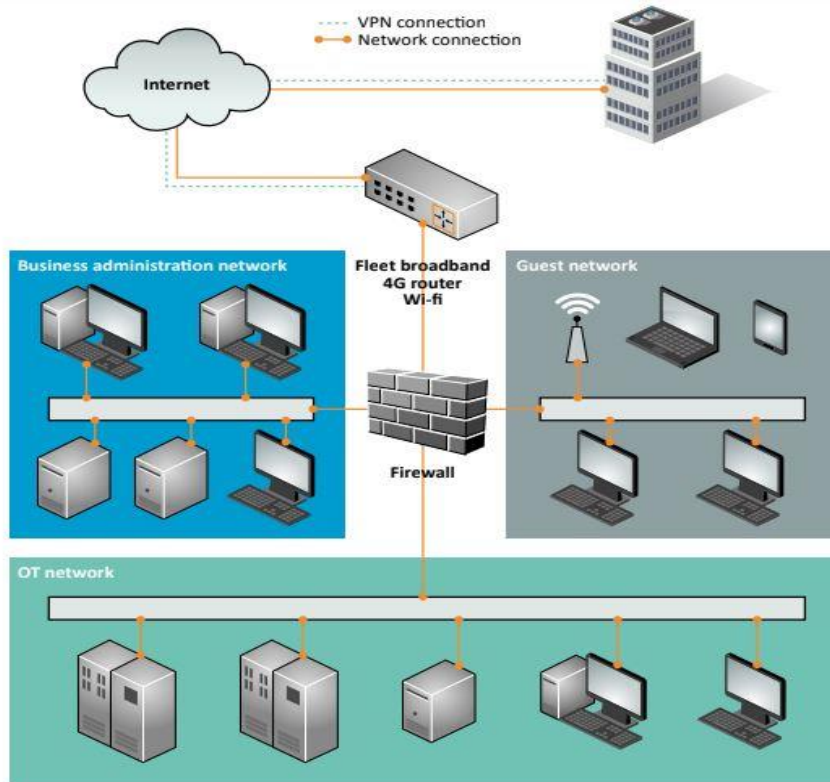 VPN connection
Network connection
Internet
Business administration network
Fleet broadband
4G router
Wi-fi
Guest network
Firewall
OT network